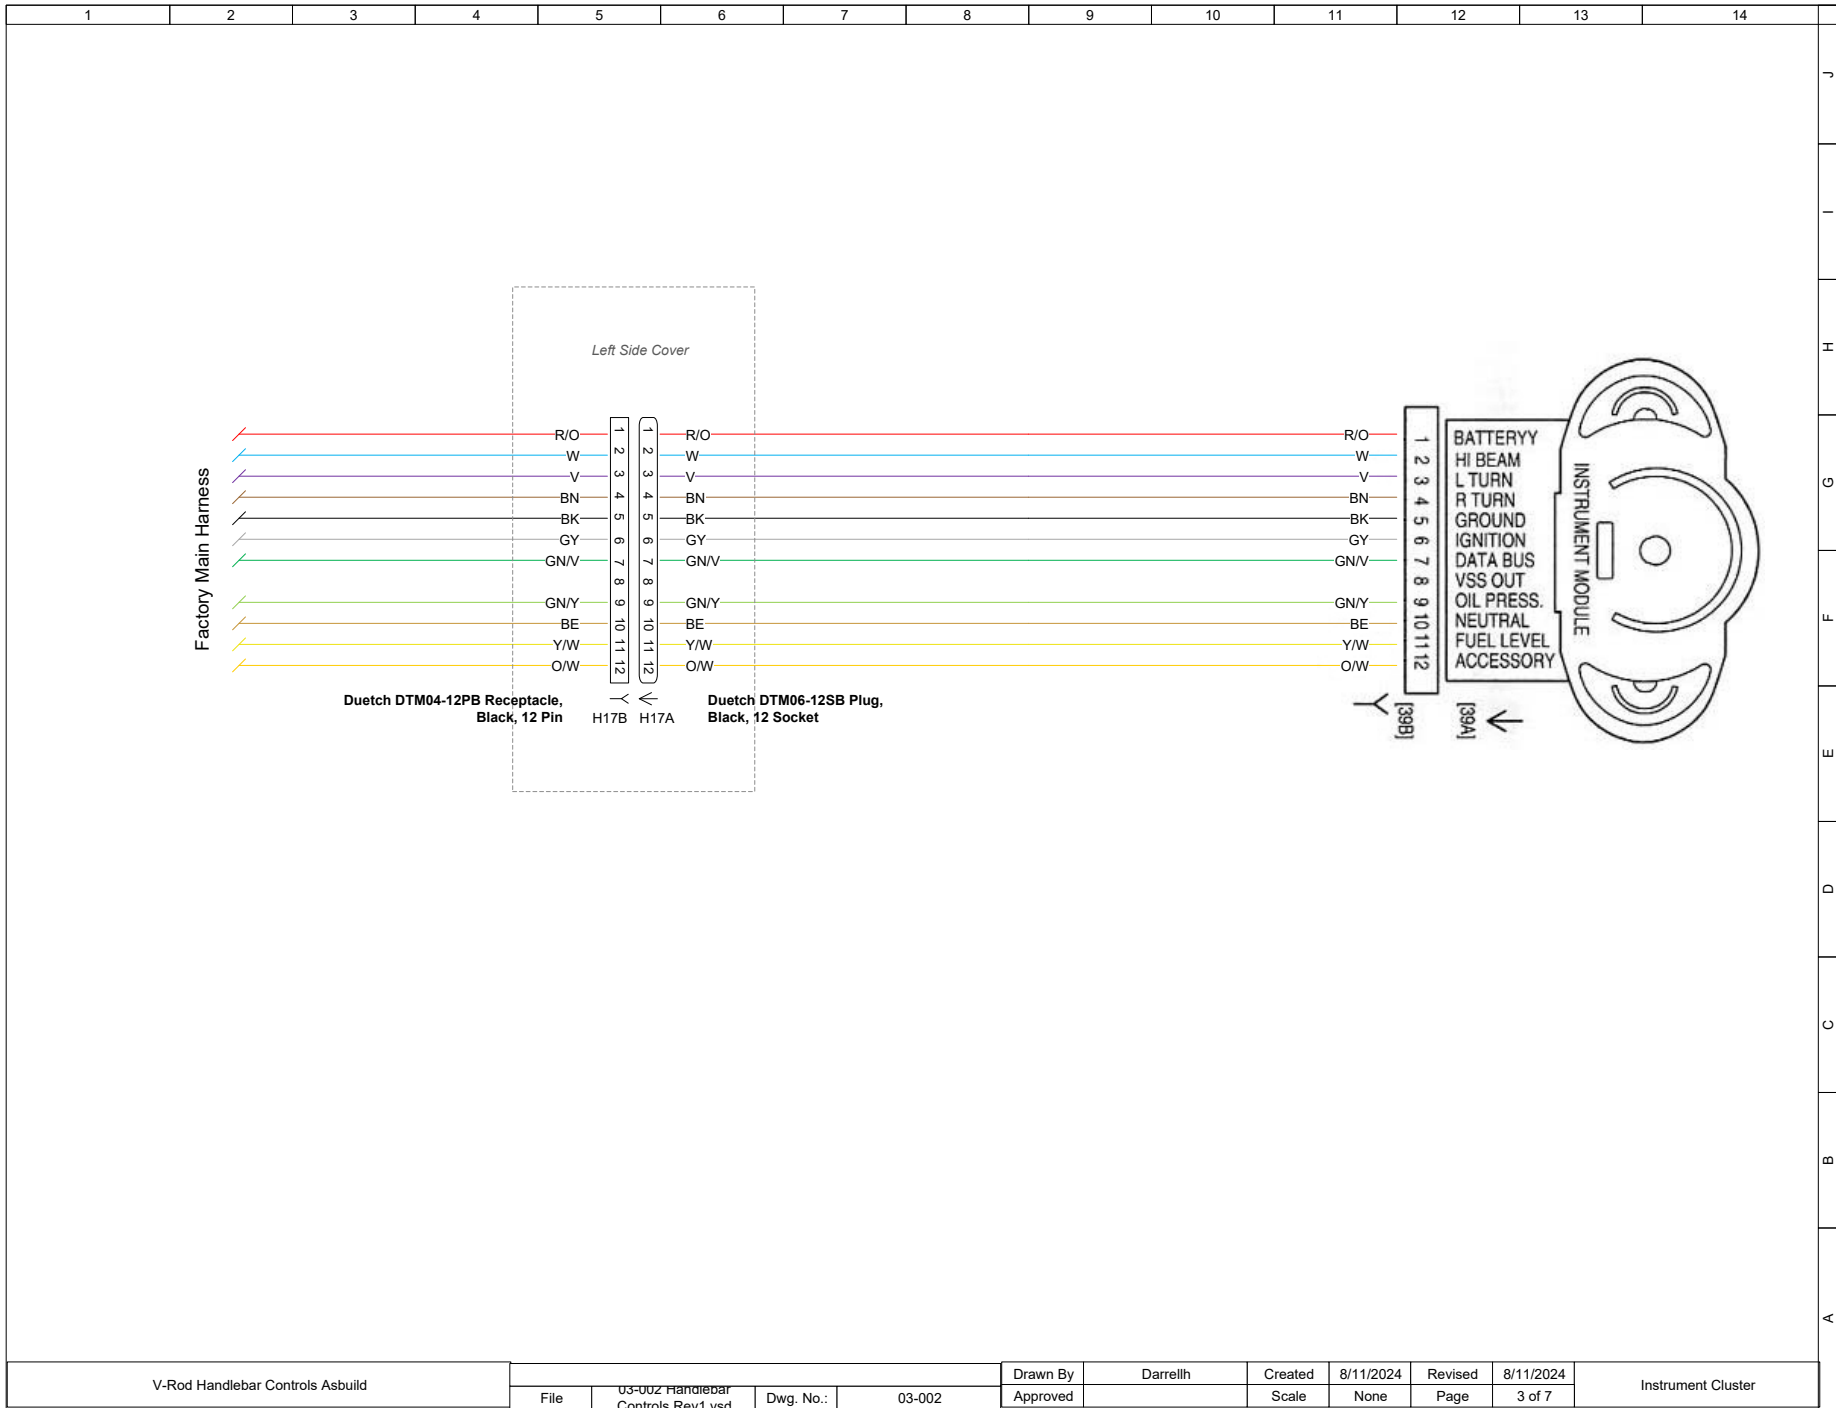 1 2 3 4 5 6 7 8 9 10 11 12 13 14
J
I
H
G
F
E
D
C
B
A
Left Side Cover
Factory Main Harness
R/O 1 1 R/O R/O 1 BATTERYY
W 2 2 W W 2 HI BEAM
V 3 3 V V 3 L TURN
BN 4 4 BN BN 4 R TURN
BK 5 5 BK BK 5 GROUND
GY 6 6 GY GY 6 IGNITION
GN/V 7 7 GN/V GN/V 7 DATA BUS
8 8 8 VSS OUT
GN/Y 9 9 GN/Y GN/Y 9 OIL PRESS.
BE 10 10 BE BE 10 NEUTRAL
Y/W 11 11 Y/W Y/W 11 FUEL LEVEL
O/W 12 12 O/W O/W 12 ACCESSORY
INSTRUMENT MODULE
Duetch DTM04-12PB Receptacle,
Black, 12 Pin
H17B H17A
Duetch DTM06-12SB Plug,
Black, 12 Socket
[39B] [39A]
V-Rod Handlebar Controls Asbuild
File
03-002 Handlebar
Controls Rev1.vsd
Dwg. No.: 03-002
Drawn By Darrellh Created 8/11/2024 Revised 8/11/2024
Approved Scale None Page 3 of 7
Instrument Cluster